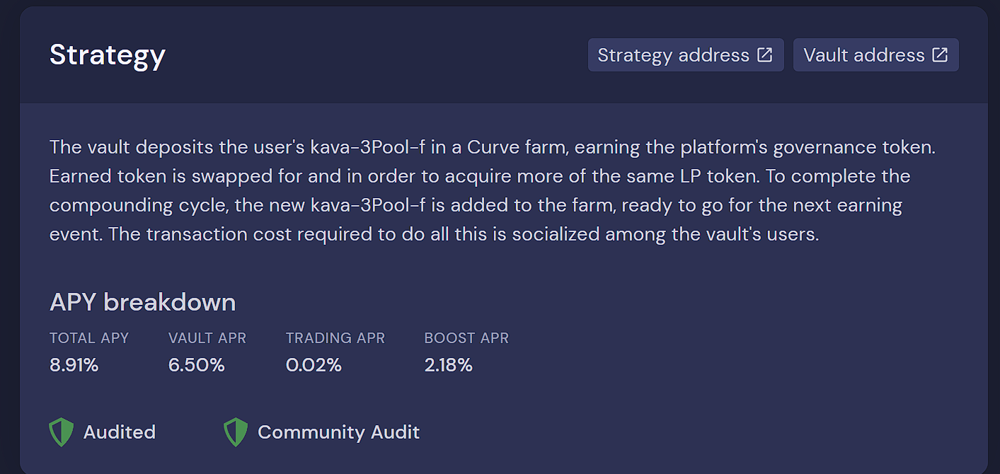 Strategy
Strategy address
Vault address
The vault deposits the user's kava-3Pool-f in a Curve farm, earning the platform's governance token.
Earned token is swapped for and in order to acquire more of the same LP token. To complete the
compounding cycle, the new kava-3Pool-f is added to the farm, ready to go for the next earning
event. The transaction cost required to do all this is socialized among the vault's users.
APY breakdown
TOTAL APY VAULT APR TRADING APR BOOST APR
8.91% 6.50% 0.02% 2.18%
Audited Community Audit